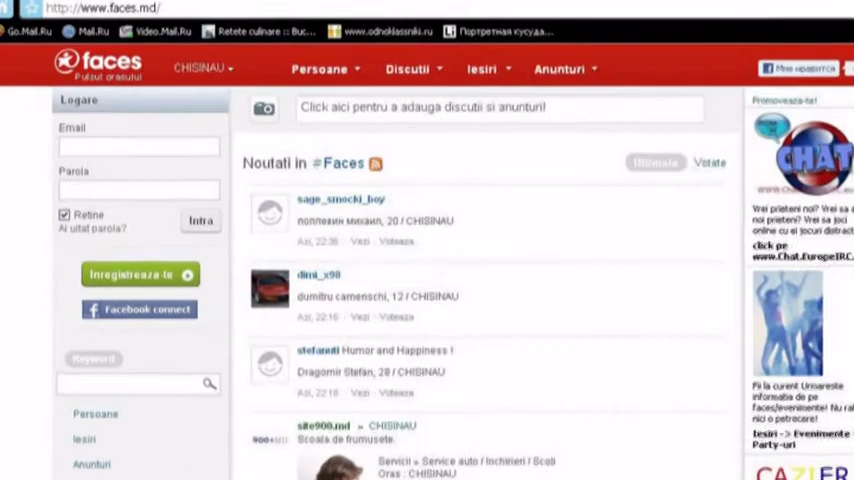 http://www.faces.md/
Go.Mail.Ru
Mail.Ru
Video.Mail.Ru
Retete culinare :: Buc...
www.odnoklassniki.ru
Портретная кусуда...
faces
Pulsul orasului
CHISINAU
Persoane
Discutii
Iesiri
Anunturi
Мне нравится
Logare
Email
Parola
Retine
Ai uitat parola?
Intra
Inregistreaza-te
Facebook connect
Keyword
Persoane
Iesiri
Anunturi
Click aici pentru a adauga discutii si anunturi!
Noutati in #Faces
Ultimele
Votate
sage_smocki_boy
поплевин михаил, 20 / CHISINAU
Azi, 22:36 Vezi · Voteaza
dimi_x98
dumitru camenschi, 12 / CHISINAU
Azi, 22:16 Vezi · Voteaza
stefanuti Humor and Happiness !
Dragomir Stefan, 28 / CHISINAU
Azi, 22:16 Vezi · Voteaza
site900.md » CHISINAU
Scoala de frumusete.
900+MD
Servicii » Service auto / Inchirieri / Scoli
Oras : CHISINAU
Promoveaza-te!
CHAT
Vrei prieteni noi? Vrei sa
noi prieteni? Vrei sa joci
online cu ei jocuri distract
click pe
www.Chat.EuropeIRC.
Fii la curent Urmareste
informatia de pe
faces/evenimente! Nu
nici o petrecere!
Iesiri -> Evenimente
Party-uri
CAZIER